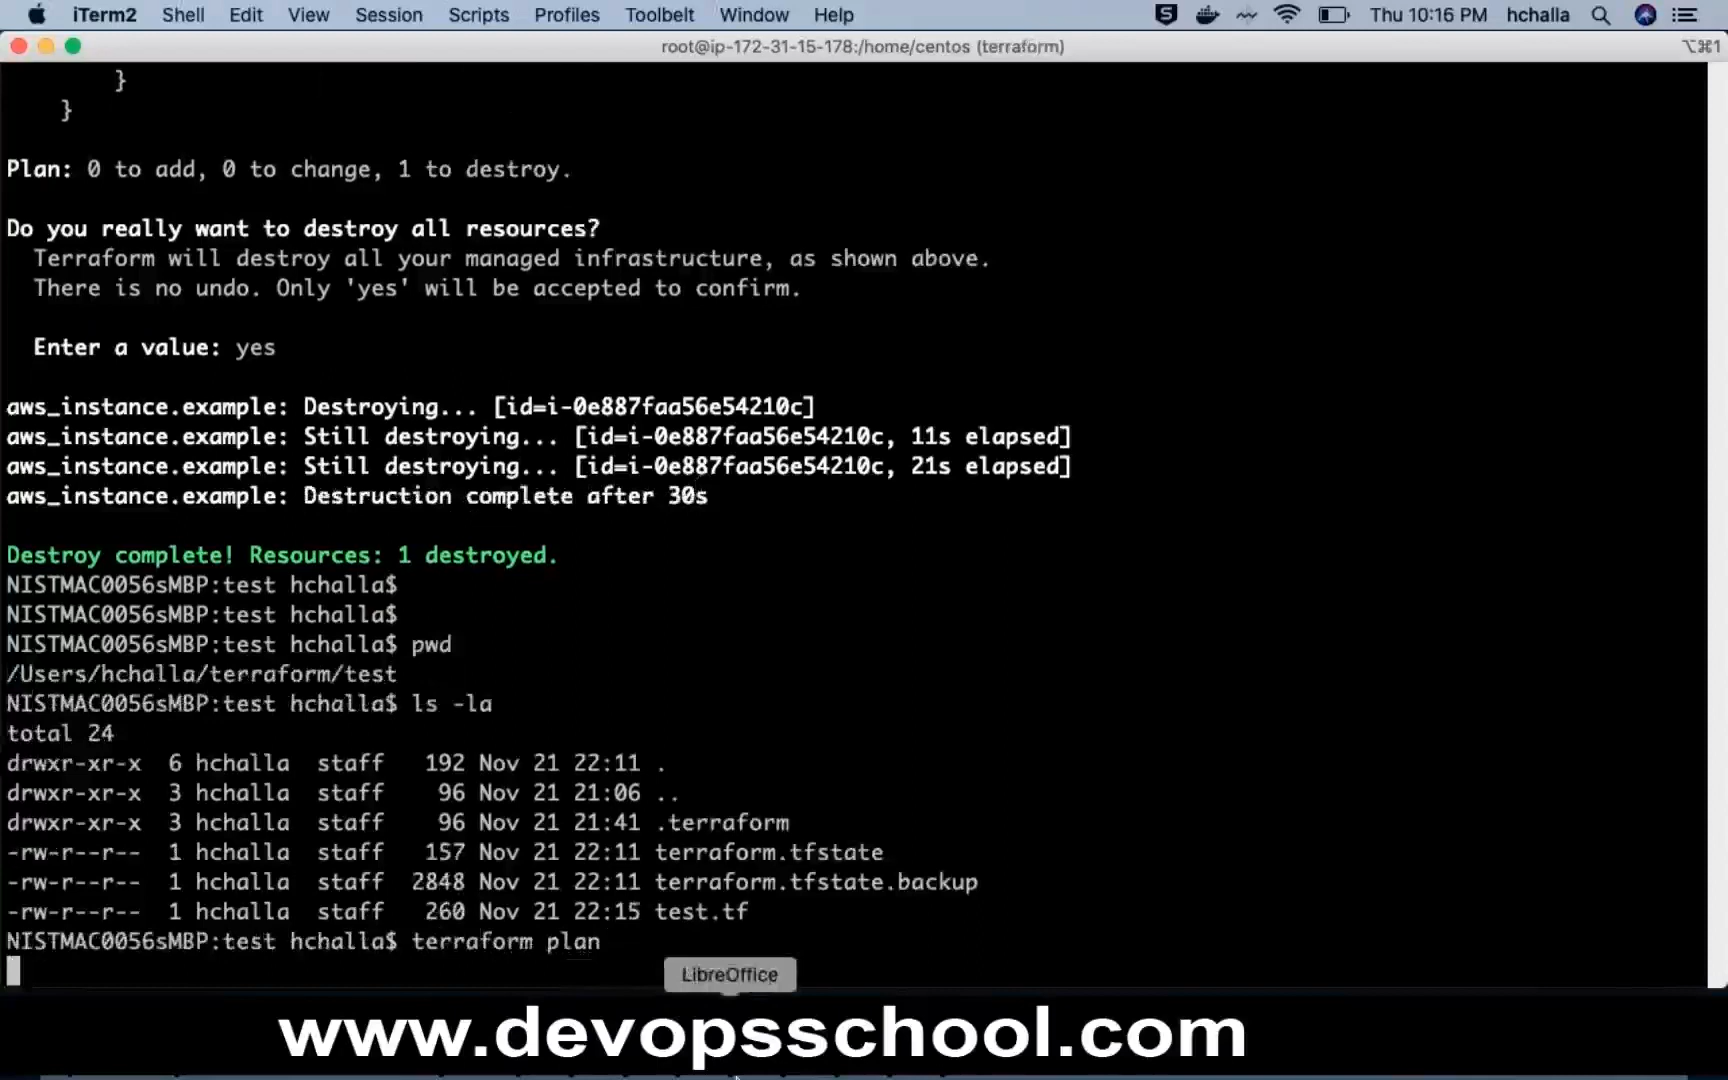 iTerm2 Shell Edit View Session Scripts Profiles Toolbelt Window Help Thu 10:16 PM hchalla
root@ip-172-31-15-178:/home/centos (terraform) ⌥⌘1
}
}
Plan: 0 to add, 0 to change, 1 to destroy.
Do you really want to destroy all resources?
Terraform will destroy all your managed infrastructure, as shown above.
There is no undo. Only 'yes' will be accepted to confirm.
Enter a value: yes
aws_instance.example: Destroying... [id=i-0e887faa56e54210c]
aws_instance.example: Still destroying... [id=i-0e887faa56e54210c, 11s elapsed]
aws_instance.example: Still destroying... [id=i-0e887faa56e54210c, 21s elapsed]
aws_instance.example: Destruction complete after 30s
Destroy complete! Resources: 1 destroyed.
NISTMAC0056sMBP:test hchalla$
NISTMAC0056sMBP:test hchalla$
NISTMAC0056sMBP:test hchalla$ pwd
/Users/hchalla/terraform/test
NISTMAC0056sMBP:test hchalla$ ls -la
total 24
drwxr-xr-x 6 hchalla staff 192 Nov 21 22:11 .
drwxr-xr-x 3 hchalla staff 96 Nov 21 21:06 ..
drwxr-xr-x 3 hchalla staff 96 Nov 21 21:41 .terraform
-rw-r--r-- 1 hchalla staff 157 Nov 21 22:11 terraform.tfstate
-rw-r--r-- 1 hchalla staff 2848 Nov 21 22:11 terraform.tfstate.backup
-rw-r--r-- 1 hchalla staff 260 Nov 21 22:15 test.tf
NISTMAC0056sMBP:test hchalla$ terraform plan
LibreOffice
www.devopsschool.com